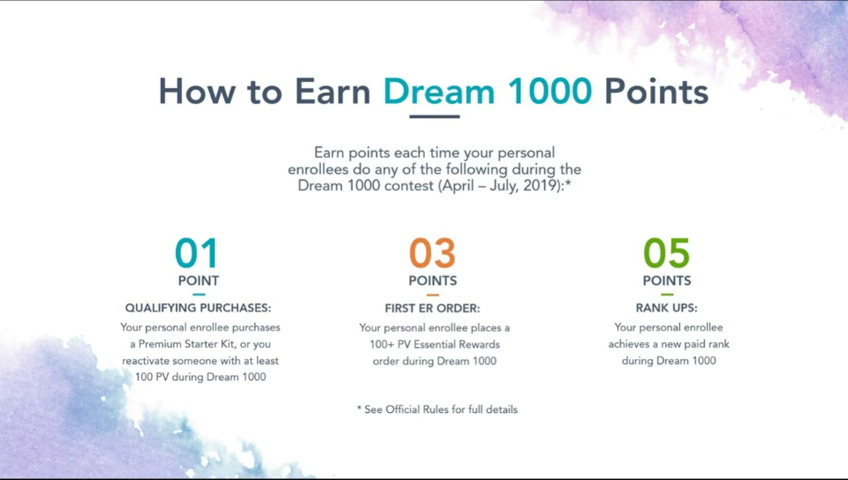 How to Earn Dream 1000 Points
Earn points each time your personal
enrollees do any of the following during the
Dream 1000 contest (April – July, 2019):*
01
POINT
QUALIFYING PURCHASES:
Your personal enrollee purchases
a Premium Starter Kit, or you
reactivate someone with at least
100 PV during Dream 1000
03
POINTS
FIRST ER ORDER:
Your personal enrollee places a
100+ PV Essential Rewards
order during Dream 1000
05
POINTS
RANK UPS:
Your personal enrollee
achieves a new paid rank
during Dream 1000
* See Official Rules for full details